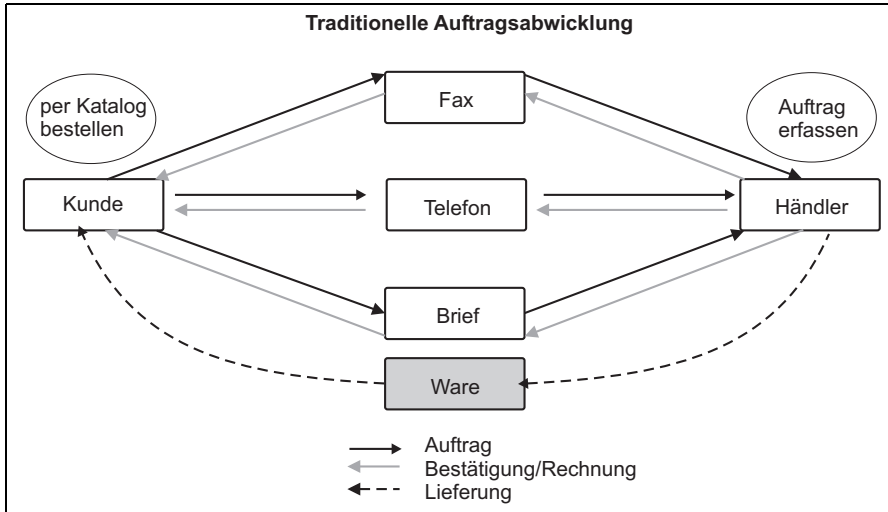 Traditionelle Auftragsabwicklung
per Katalog
bestellen
Fax
Auftrag
erfassen
Kunde
Telefon
Händler
Brief
Ware
Auftrag
Bestätigung/Rechnung
Lieferung